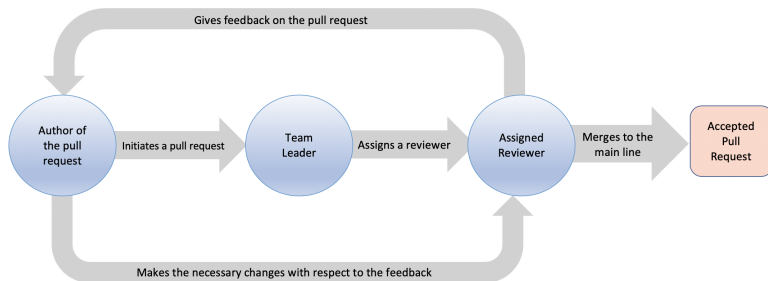 Gives feedback on the pull request
Author of
the pull
request
Initiates a pull request
Team
Leader
Assigns a reviewer
Assigned
Reviewer
Merges to the
main line
Accepted
Pull
Request
Makes the necessary changes with respect to the feedback